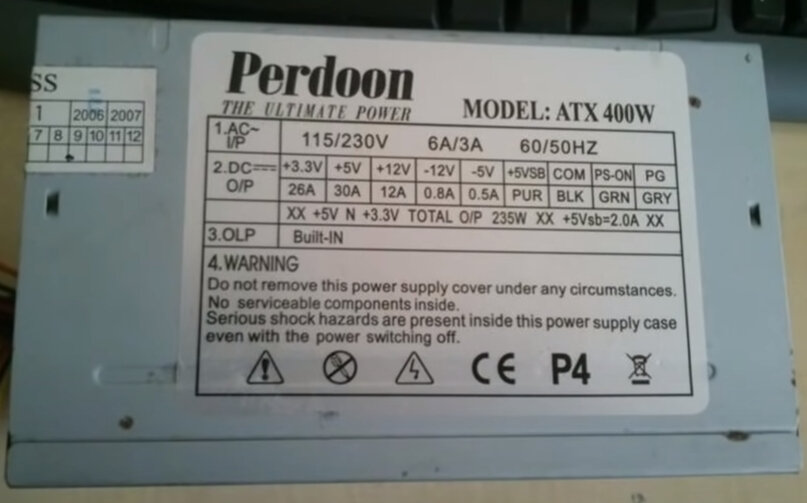 SS
1 2006 2007
7 8 9 10 11 12
Perdoon
THE ULTIMATE POWER
MODEL: ATX 400W
1.AC~ I/P 115/230V 6A/3A 60/50HZ
2.DC O/P +3.3V +5V +12V -12V -5V +5VSB COM PS-ON PG
26A 30A 12A 0.8A 0.5A PUR BLK GRN GRY
XX +5V N +3.3V TOTAL O/P 235W XX +5Vsb=2.0A XX
3.OLP Built-IN
4.WARNING
Do not remove this power supply cover under any circumstances.
No serviceable components inside.
Serious shock hazards are present inside this power supply case
even with the power switching off.
CE P4